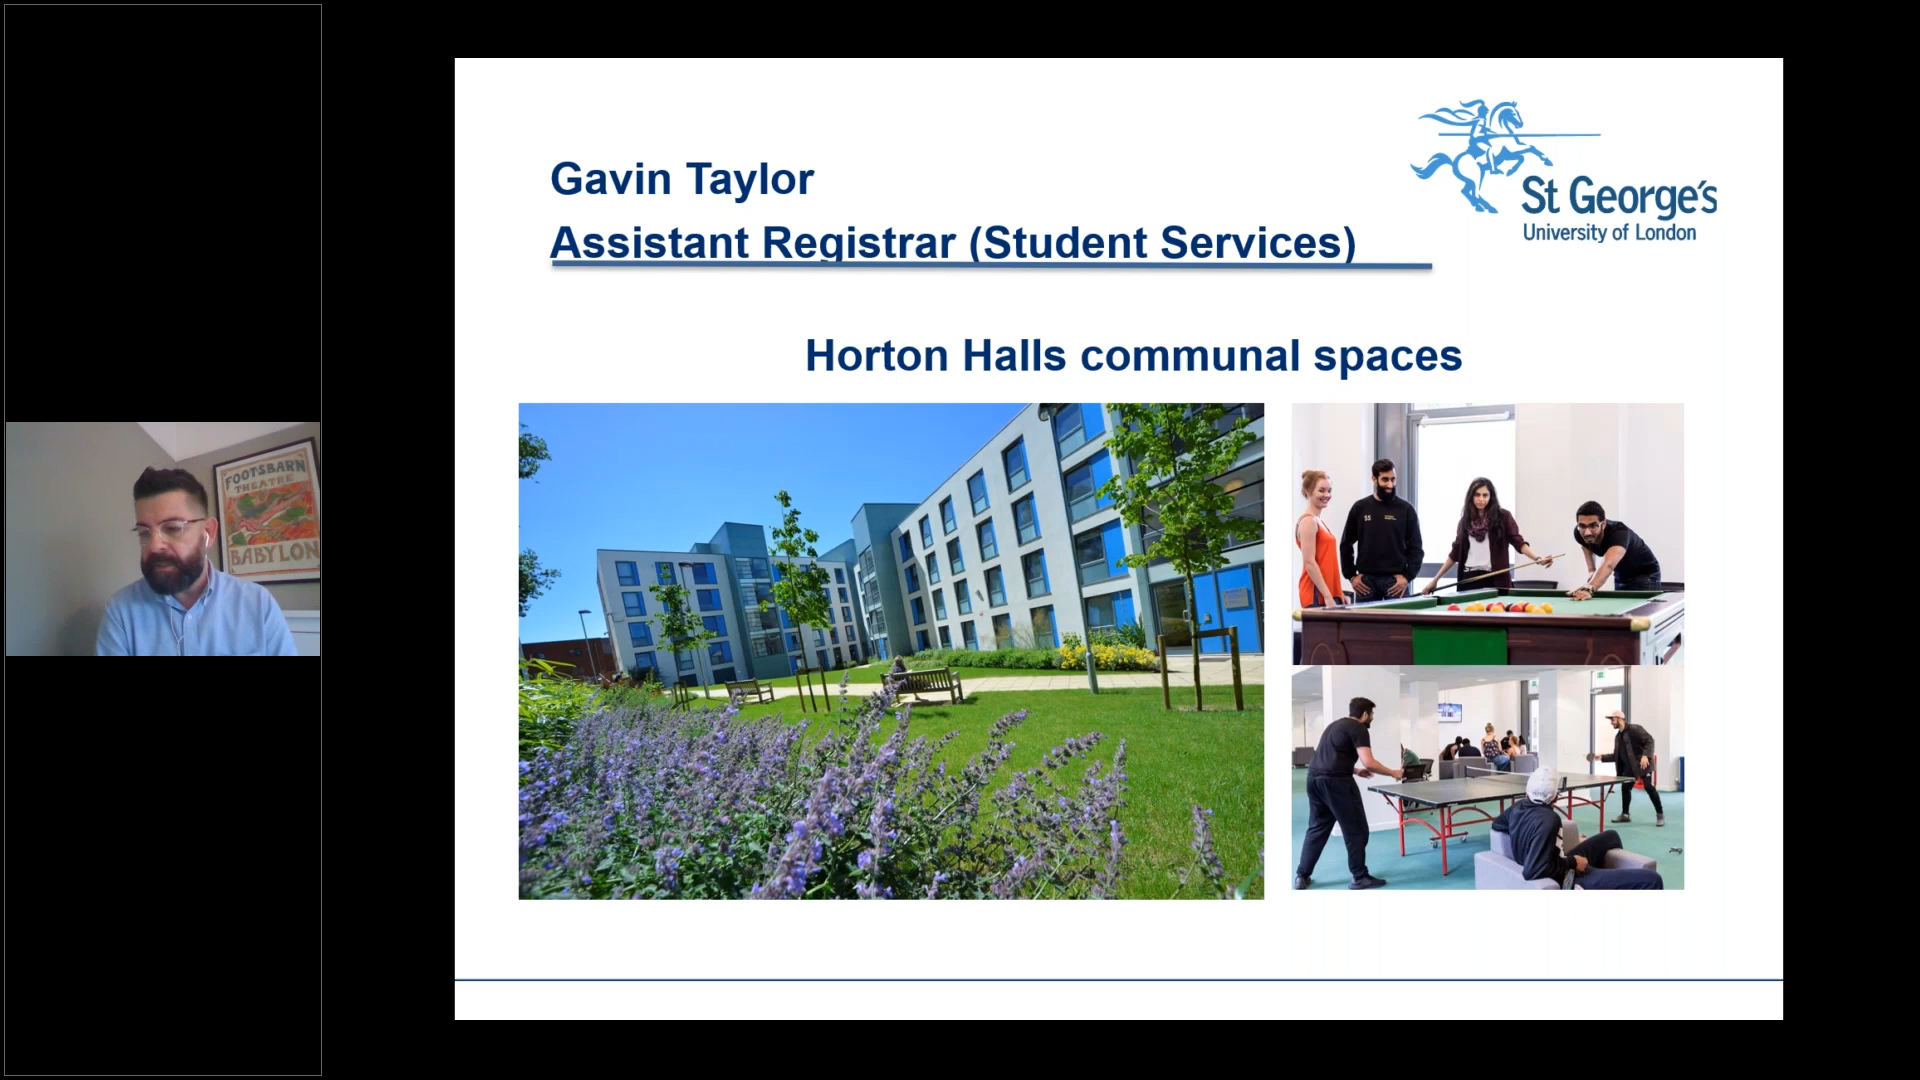 FOOTSBARN
THEATRE
BABYLON
Gavin Taylor
Assistant Registrar (Student Services)
St George's
University of London
Horton Halls communal spaces